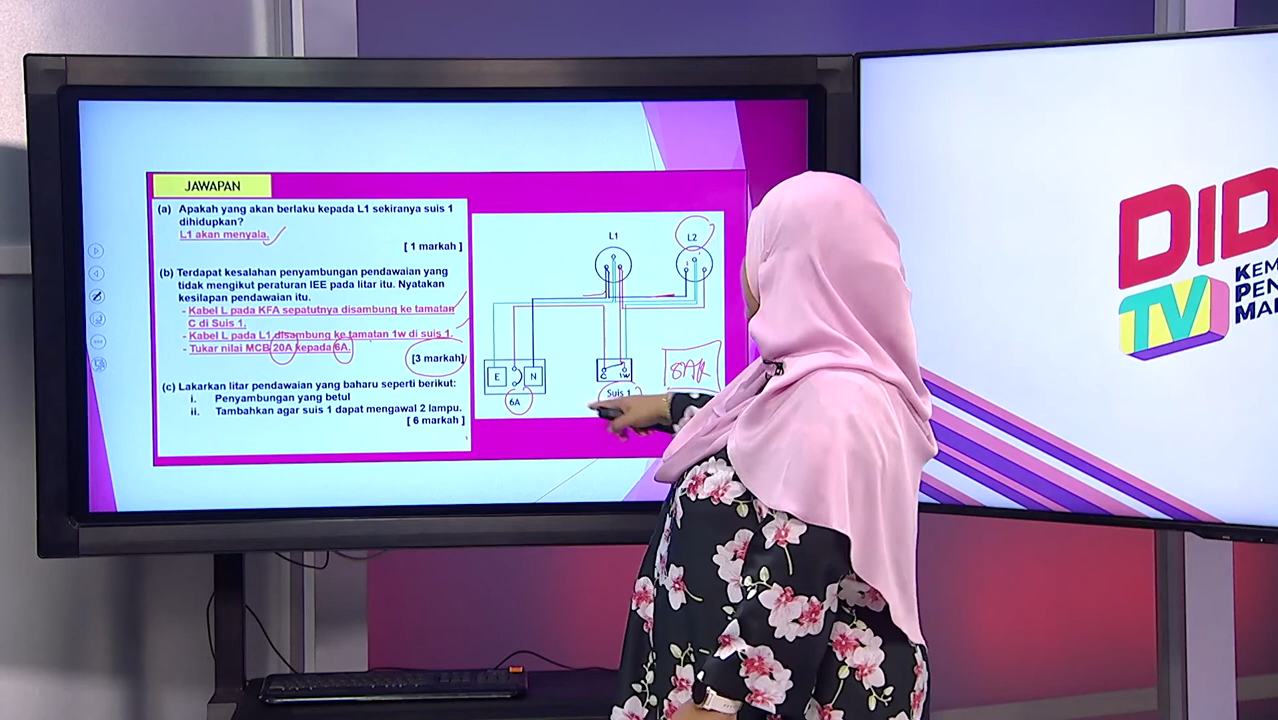 JAWAPAN
(a) Apakah yang akan berlaku kepada L1 sekiranya suis 1
dihidupkan?
L1 akan menyala.
[ 1 markah ]
(b) Terdapat kesalahan penyambungan pendawaian yang
tidak mengikut peraturan IEE pada litar itu. Nyatakan
kesilapan pendawaian itu.
- Kabel L pada KFA sepatutnya disambung ke tamatan
C di Suis 1.
- Kabel L pada L1 disambung ke tamatan 1w di suis 1.
- Tukar nilai MCB 20A kepada 6A.
[3 markah]
(c) Lakarkan litar pendawaian yang baharu seperti berikut:
i. Penyambungan yang betul
ii. Tambahkan agar suis 1 dapat mengawal 2 lampu.
[ 6 markah ]
L1
L2
E
N
6A
C
1W
Suis 1
DID
TV
KEM
PEN
MAL